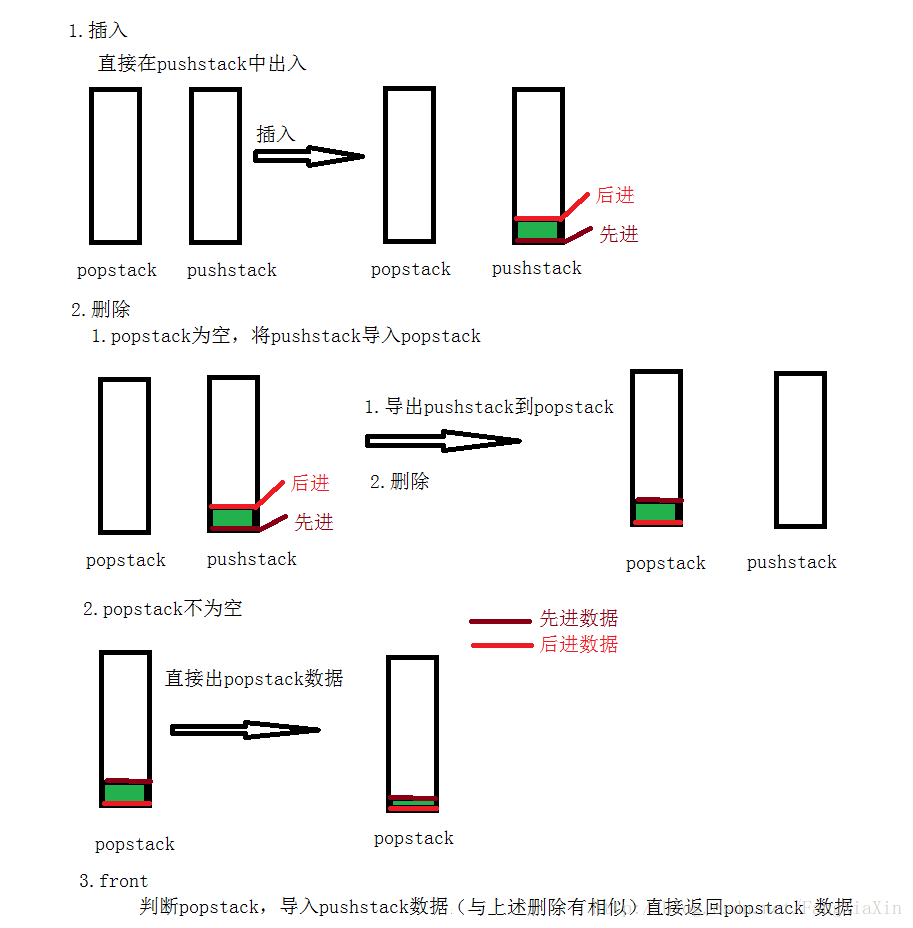 1.插入
直接在pushstack中出入
插入
后进
先进
popstack
pushstack
popstack
pushstack
2.删除
1.popstack为空，将pushstack导入popstack
1.导出pushstack到popstack
2.删除
后进
先进
popstack
pushstack
popstack
pushstack
2.popstack不为空
先进数据
后进数据
直接出popstack数据
popstack
popstack
3.front
判断popstack，导入pushstack数据（与上述删除有相似）直接返回popstack 数据